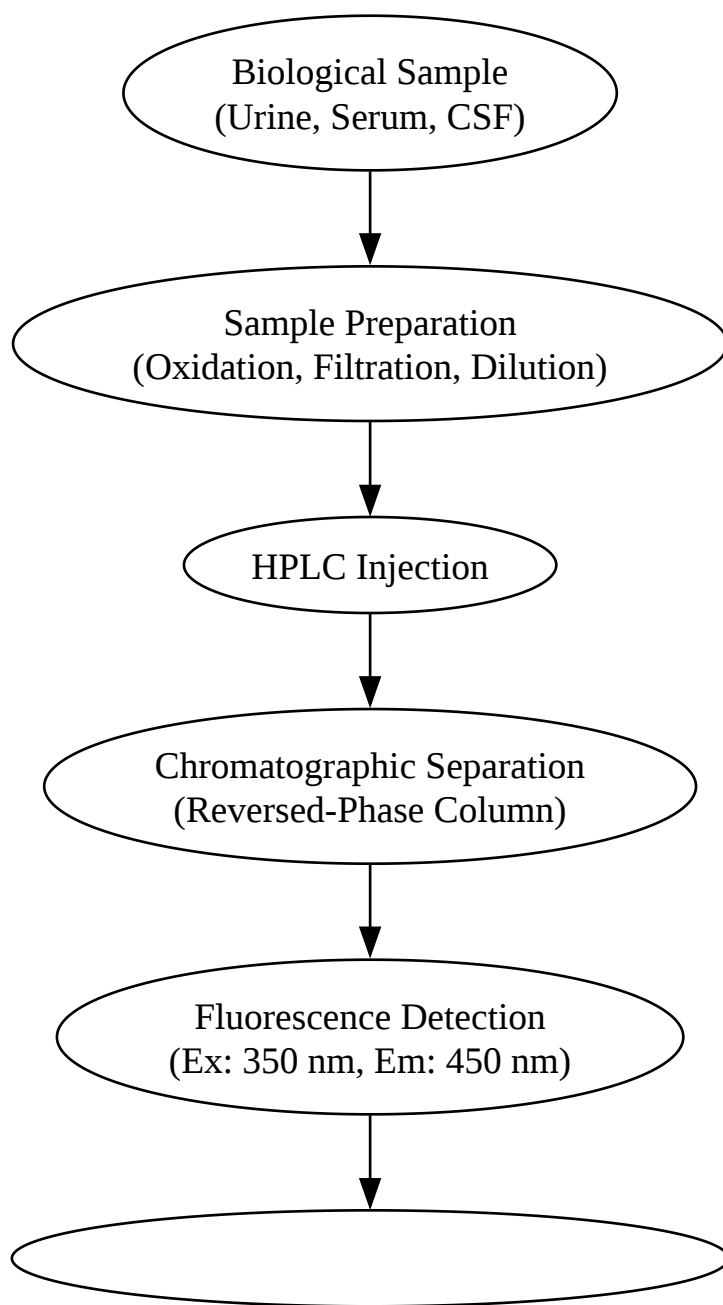 Biological Sample
(Urine, Serum, CSF)
Sample Preparation
(Oxidation, Filtration, Dilution)
HPLC Injection
Chromatographic Separation
(Reversed-Phase Column)
Fluorescence Detection
(Ex: 350 nm, Em: 450 nm)